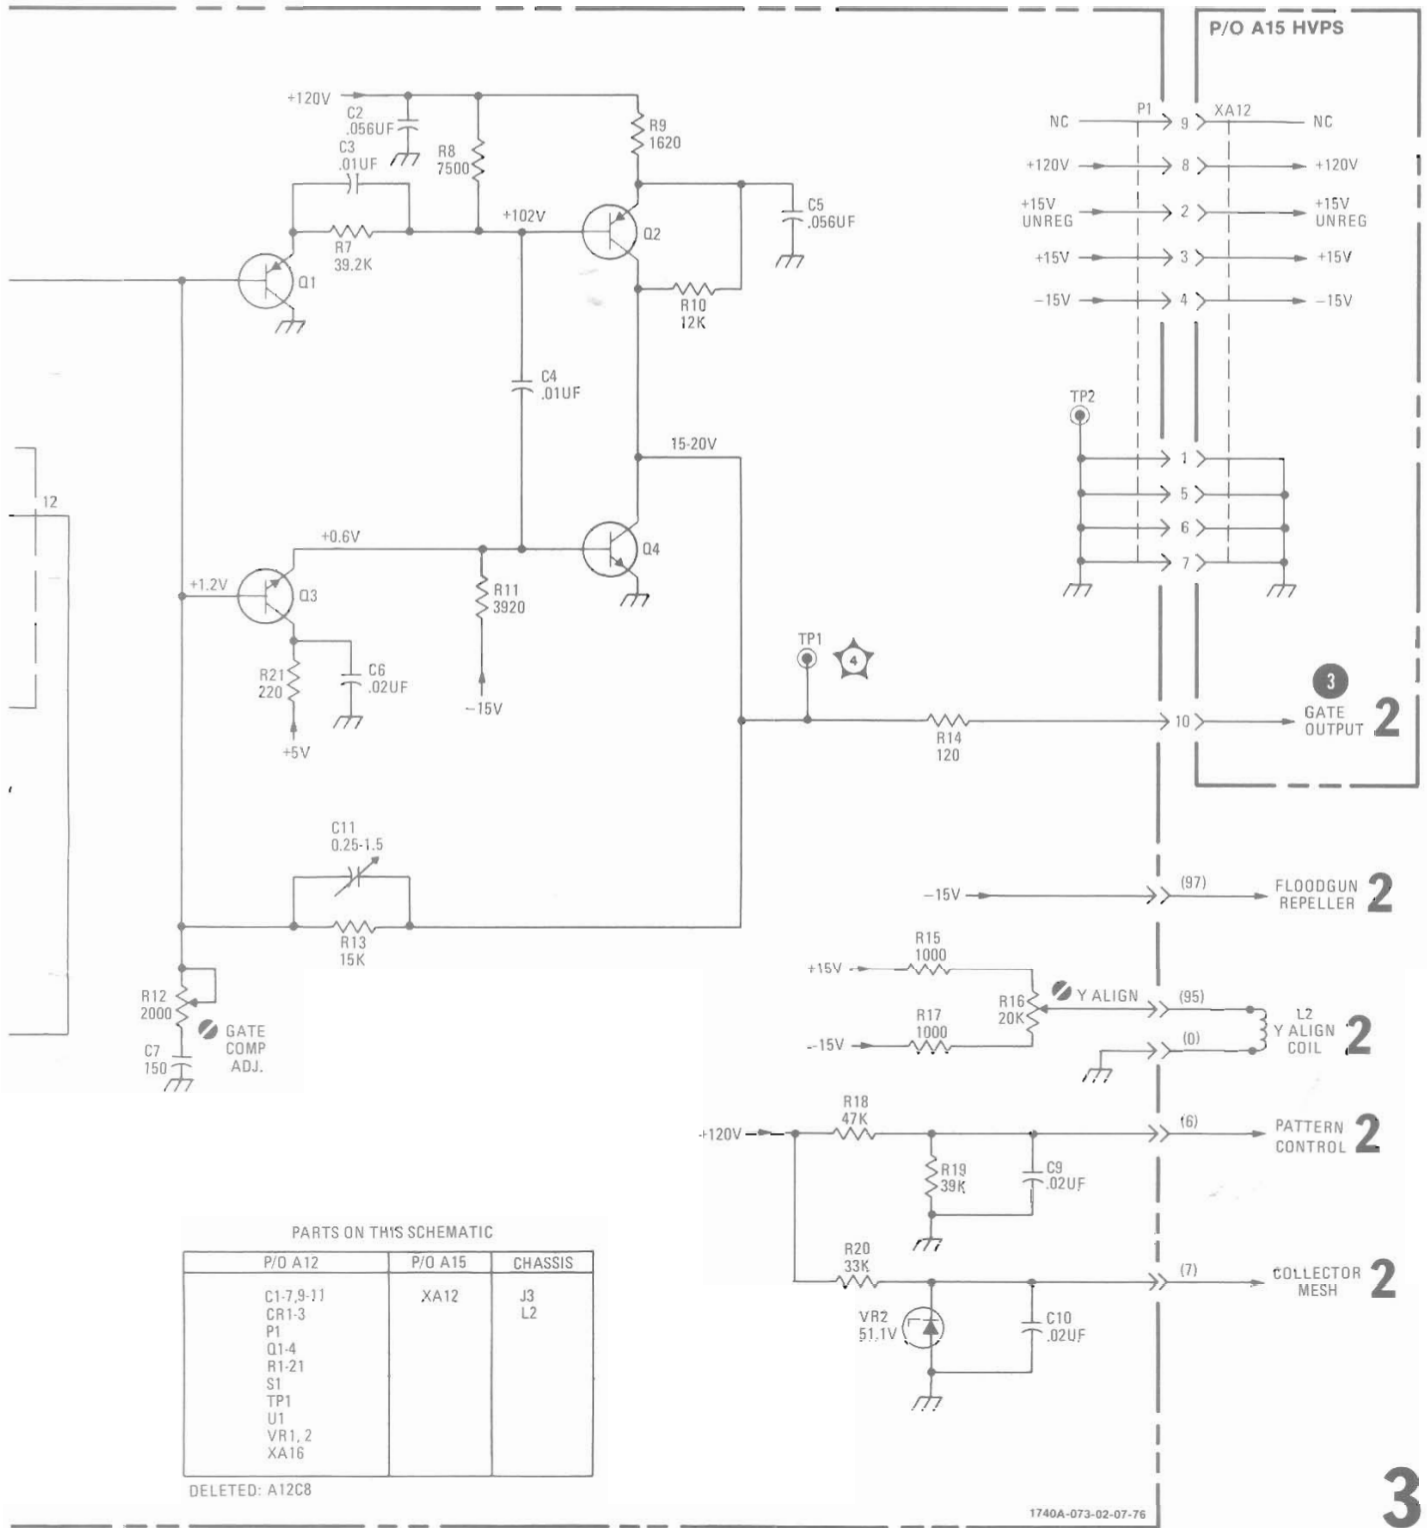 P/O A15 HVPS
+120V
C2
.056UF
C3
.01UF
R8
7500
R9
1620
P1
XA12
NC
9
NC
+120V
8
+120V
+15V
UNREG
2
+15V
UNREG
+15V
3
+15V
-15V
4
-15V
+102V
Q2
C5
.056UF
R7
39.2K
Q1
R10
12K
C4
.01UF
TP2
15-20V
1
5
6
7
12
+0.6V
Q4
+1.2V
Q3
R11
3920
R21
220
C6
.02UF
-15V
+5V
TP1
4
3
GATE
OUTPUT
2
10
R14
120
C11
0.25-1.5
R13
15K
-15V
(97)
FLOODGUN
REPELLER
2
R15
1000
+15V
R16
20K
Y ALIGN
(95)
R17
1000
-15V
(0)
L2
Y ALIGN
COIL
2
R12
2000
GATE
COMP
ADJ.
C7
150
R18
47K
+120V
(6)
PATTERN
CONTROL
2
R19
39K
C9
.02UF
R20
33K
(7)
COLLECTOR
MESH
2
VR2
51.1V
C10
.02UF
PARTS ON THIS SCHEMATIC
P/O A12 P/O A15 CHASSIS
C1-7,9-11 XA12 J3
CR1-3 L2
P1
Q1-4
R1-21
S1
TP1
U1
VR1, 2
XA16
DELETED: A12C8
1740A-073-02-07-76
3